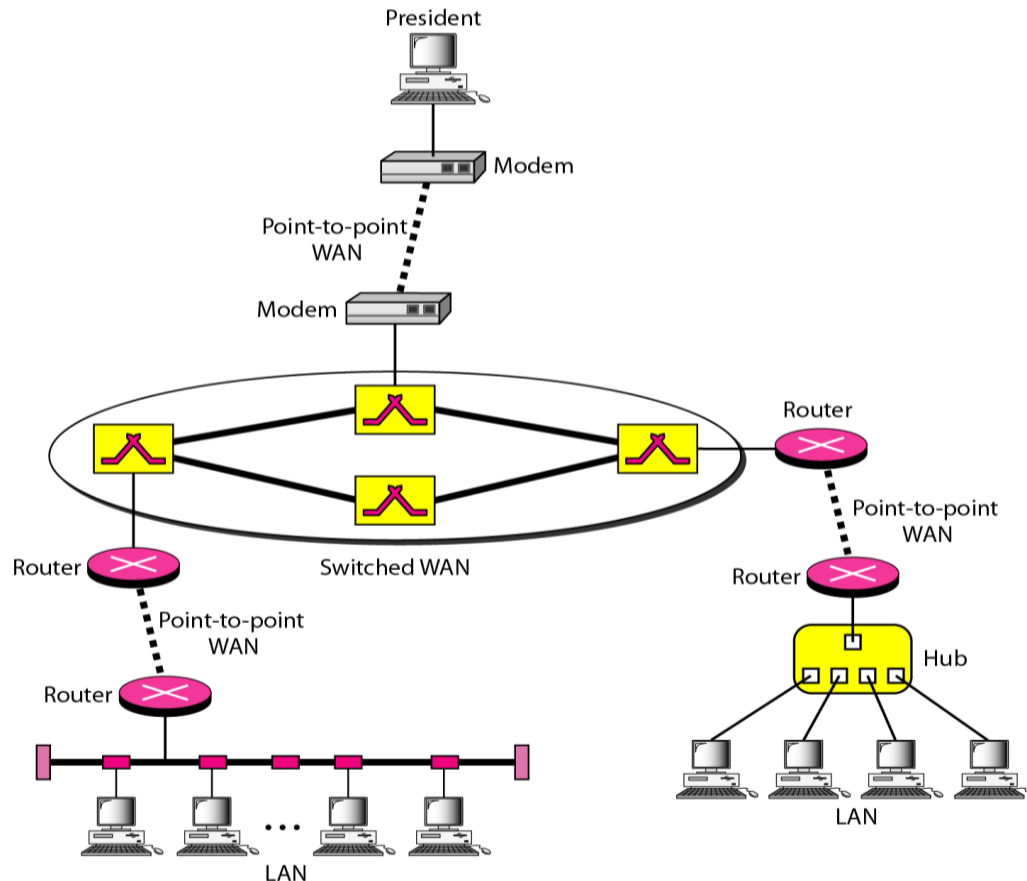 President
Modem
Point-to-point
WAN
Modem
Router
Point-to-point
WAN
Switched WAN
Router
Router
Point-to-point
WAN
Hub
Router
LAN
LAN